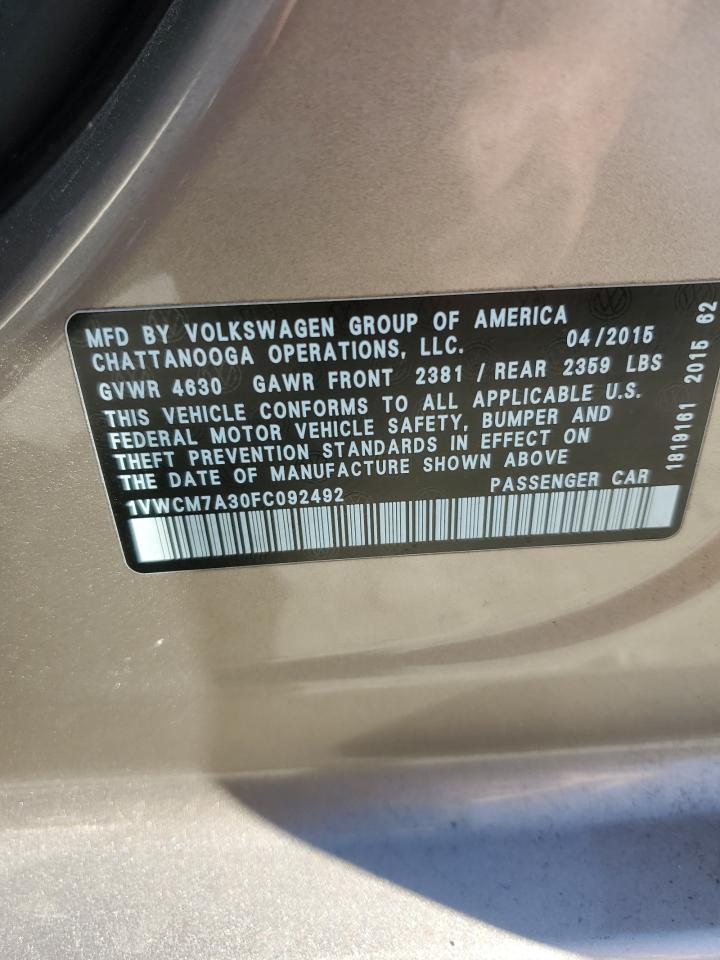 MFD BY VOLKSWAGEN GROUP OF AMERICA
CHATTANOOGA OPERATIONS, LLC. 04/2015
GVWR 4630 GAWR FRONT 2381 / REAR 2359 LBS
THIS VEHICLE CONFORMS TO ALL APPLICABLE U.S.
FEDERAL MOTOR VEHICLE SAFETY, BUMPER AND
THEFT PREVENTION STANDARDS IN EFFECT ON
THE DATE OF MANUFACTURE SHOWN ABOVE
1VWCM7A30FC092492 PASSENGER CAR
1819161 2015 62